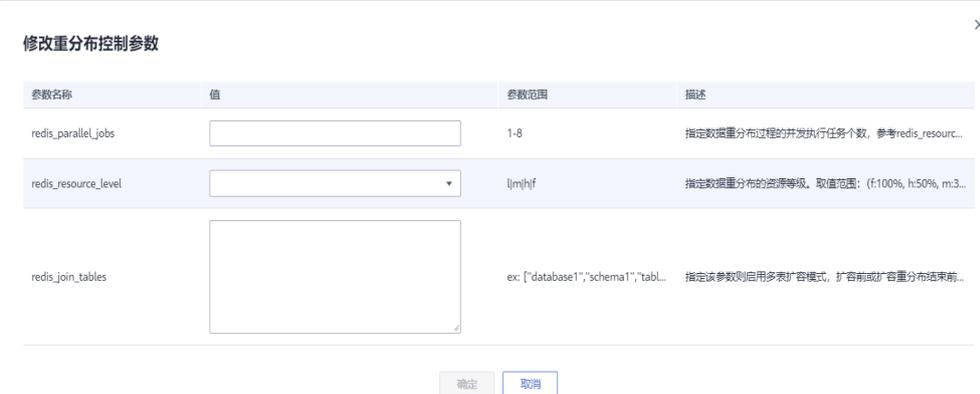 修改重分布控制参数
参数名称 值 参数范围 描述
redis_parallel_jobs 1-8 指定数据重分布过程的并发执行任务个数，参考redis_resourc...
redis_resource_level l|m|h|f 指定数据重分布的资源等级。取值范围：(f:100%, h:50%, m:3...
redis_join_tables ex: ["database1","schema1","tabl... 指定该参数则启用多表扩容模式，扩容前或扩容重分布结束前...
确定 取消